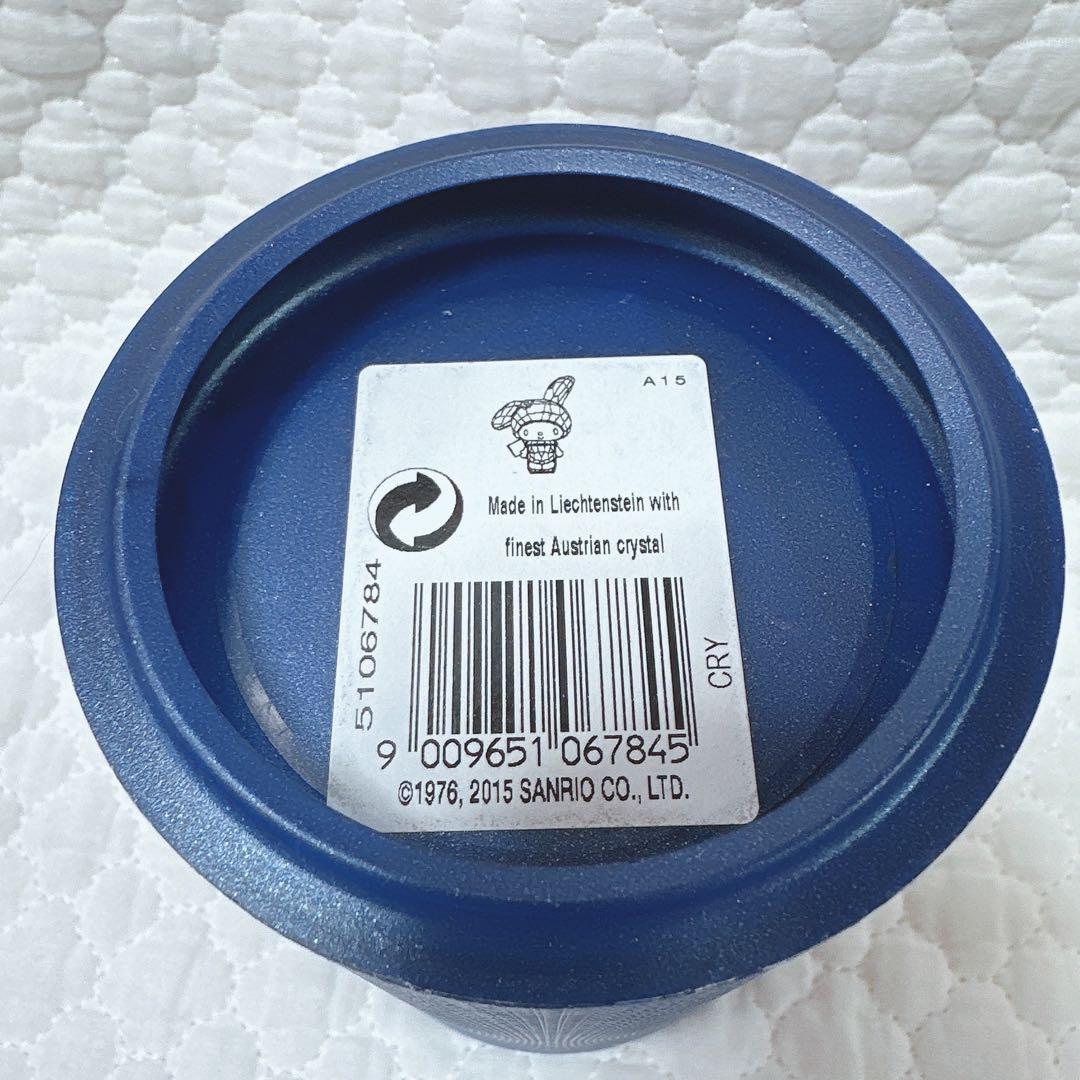 A15
Made in Liechtenstein with
finest Austrian crystal
5106784
CRY
9 009651 067845
©1976, 2015 SANRIO CO., LTD.